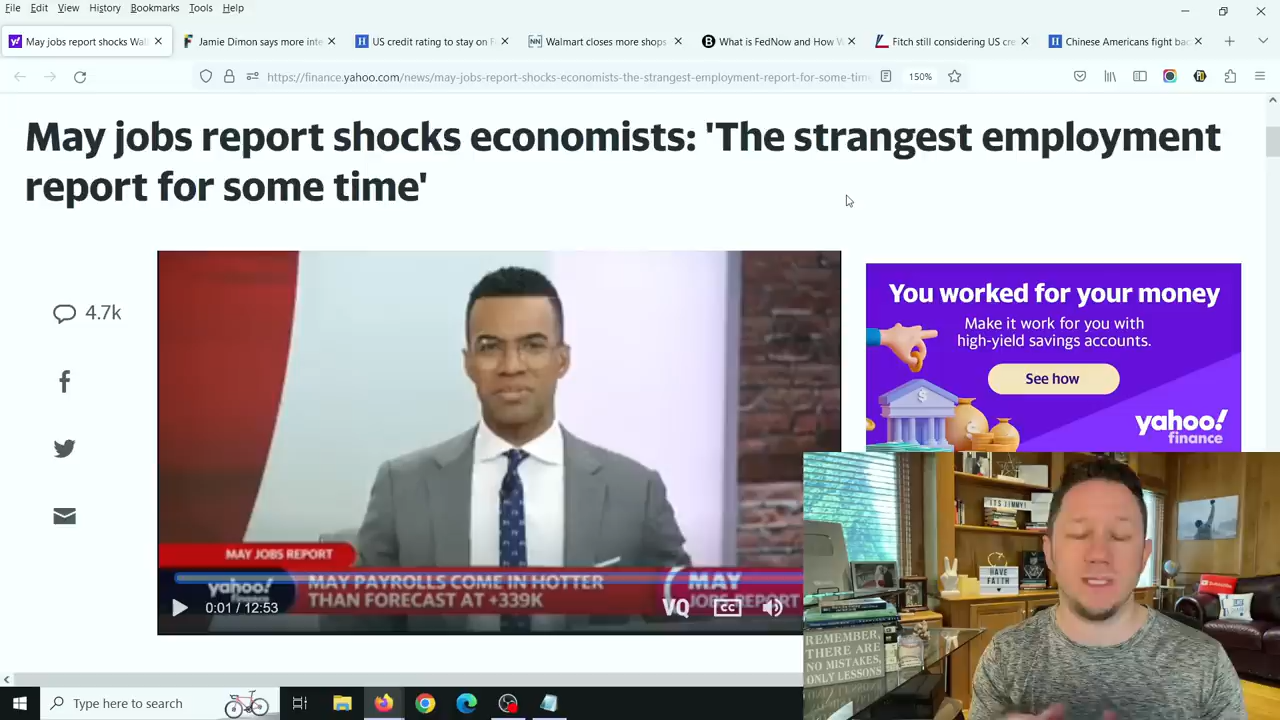 File Edit View History Bookmarks Tools Help
May jobs report shocks Wal
Jamie Dimon says more inte
US credit rating to stay on F
Walmart closes more shops
What is FedNow and How W
Fitch still considering US cre
Chinese Americans fight bac
https://finance.yahoo.com/news/may-jobs-report-shocks-economists-the-strangest-employment-report-for-some-time
150%
May jobs report shocks economists: 'The strangest employment
report for some time'
4.7k
You worked for your money
Make it work for you with
high-yield savings accounts.
See how
yahoo!
finance
MAY JOBS REPORT
yahoo!
finance
MAY PAYROLLS COME IN HOTTER
THAN FORECAST AT +339K
MAY
JOBS REPORT
0:01 / 12:53
VQ
CC
ITS JIMMY!
HAVE
FAITH
REMEMBER,
THERE ARE
NO MISTAKES,
ONLY LESSONS
Type here to search